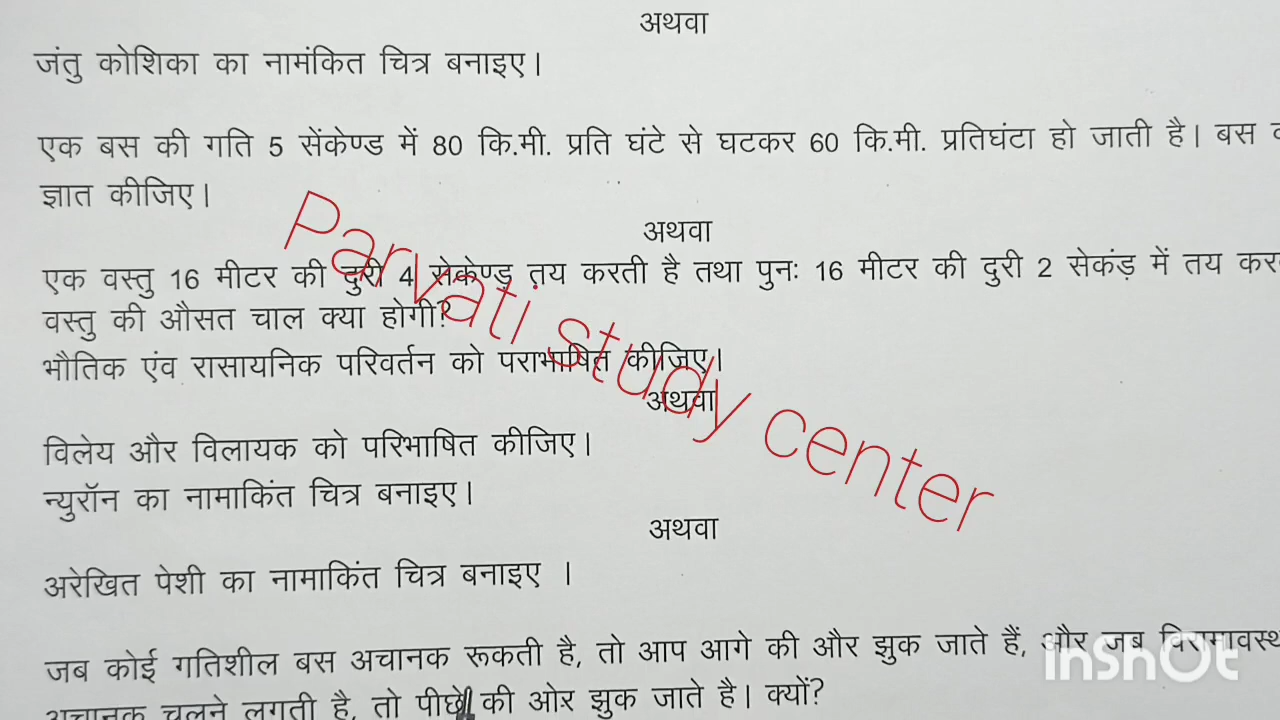 अथवा
जंतु कोशिका का नामंकित चित्र बनाइए।
एक बस की गति 5 सेंकेण्ड में 80 कि.मी. प्रति घंटे से घटकर 60 कि.मी. प्रतिघंटा हो जाती है। बस
ज्ञात कीजिए।
अथवा
एक वस्तु 16 मीटर की दुरी 4 सेकेण्ड़ तय करती है तथा पुनः 16 मीटर की दुरी 2 सेकंड़ में तय
वस्तु की औसत चाल क्या होगी?
भौतिक एंव रासायनिक परिवर्तन को पराभाषित कीजिए।
अथवा
विलेय और विलायक को परिभाषित कीजिए।
न्युरॉन का नामाकिंत चित्र बनाइए।
अथवा
अरेखित पेशी का नामाकिंत चित्र बनाइए ।
जब कोई गतिशील बस अचानक रूकती है, तो आप आगे की और झुक जाते हैं, और जब
अचानक चलने लगती है, तो पीछे की ओर झुक जाते है। क्यों?
Parvati study center
InShOt